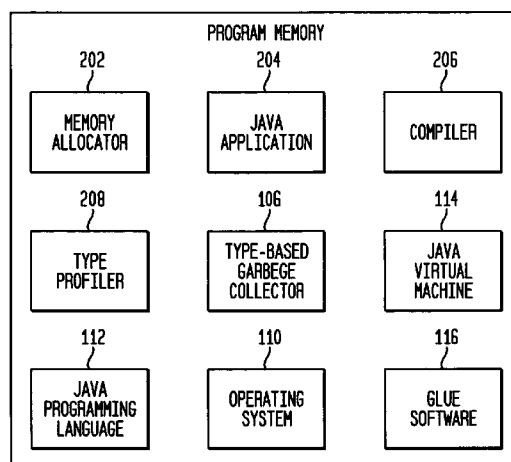 PROGRAM MEMORY
202
204
206
MEMORY
ALLOCATOR
JAVA
APPLICATION
COMPILER
208
106
114
TYPE
PROFILER
TYPE-BASED
GARBEGE
COLLECTOR
JAVA
VIRTUAL
MACHINE
112
110
116
JAVA
PROGRAMMING
LANGUAGE
OPERATING
SYSTEM
GLUE
SOFTWARE